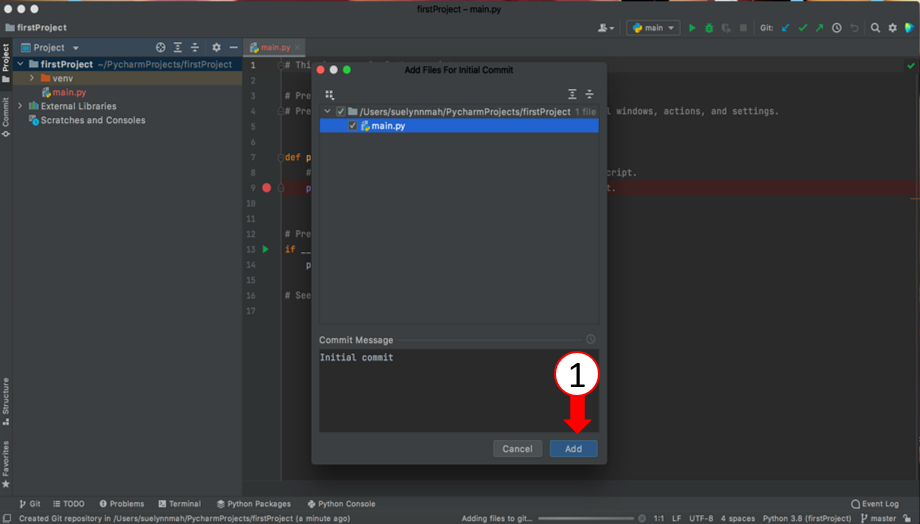 firstProject – main.py
firstProject
main
Git:
Project
main.py
Project
firstProject ~/PycharmProjects/firstProject
venv
main.py
External Libraries
Scratches and Consoles
Commit
Structure
Favorites
1 # Thi
2
3 # Pre
4 # Pre l windows, actions, and settings.
5
6
7 def p
8 # cript.
9 p t.
10
11
12 # Pre
13 if __
14 p
15
16 # See
17
Add Files For Initial Commit
/Users/suelynnmah/PycharmProjects/firstProject 1 file
main.py
Commit Message
Initial commit
1
Cancel Add
Git TODO Problems Terminal Python Packages Python Console Event Log
Created Git repository in /Users/suelynnmah/PycharmProjects/firstProject (a minute ago) Adding files to git... 1:1 LF UTF-8 4 spaces Python 3.8 (firstProject) master